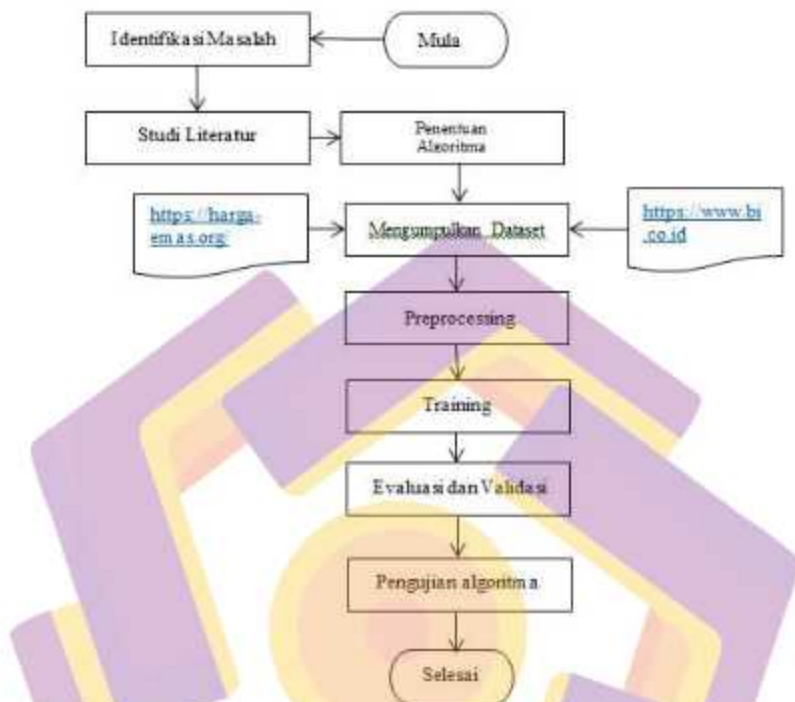 Identifikasi Masalah
Mula
Studi Literatur
Penentuan
Algoritma
https://harga-
emas.org/
Mengumpulkan Dataset
https://www.bi
.co.id
Preprocessing
Training
Evaluasi dan Validasi
Pengujian algoritma
Selesai